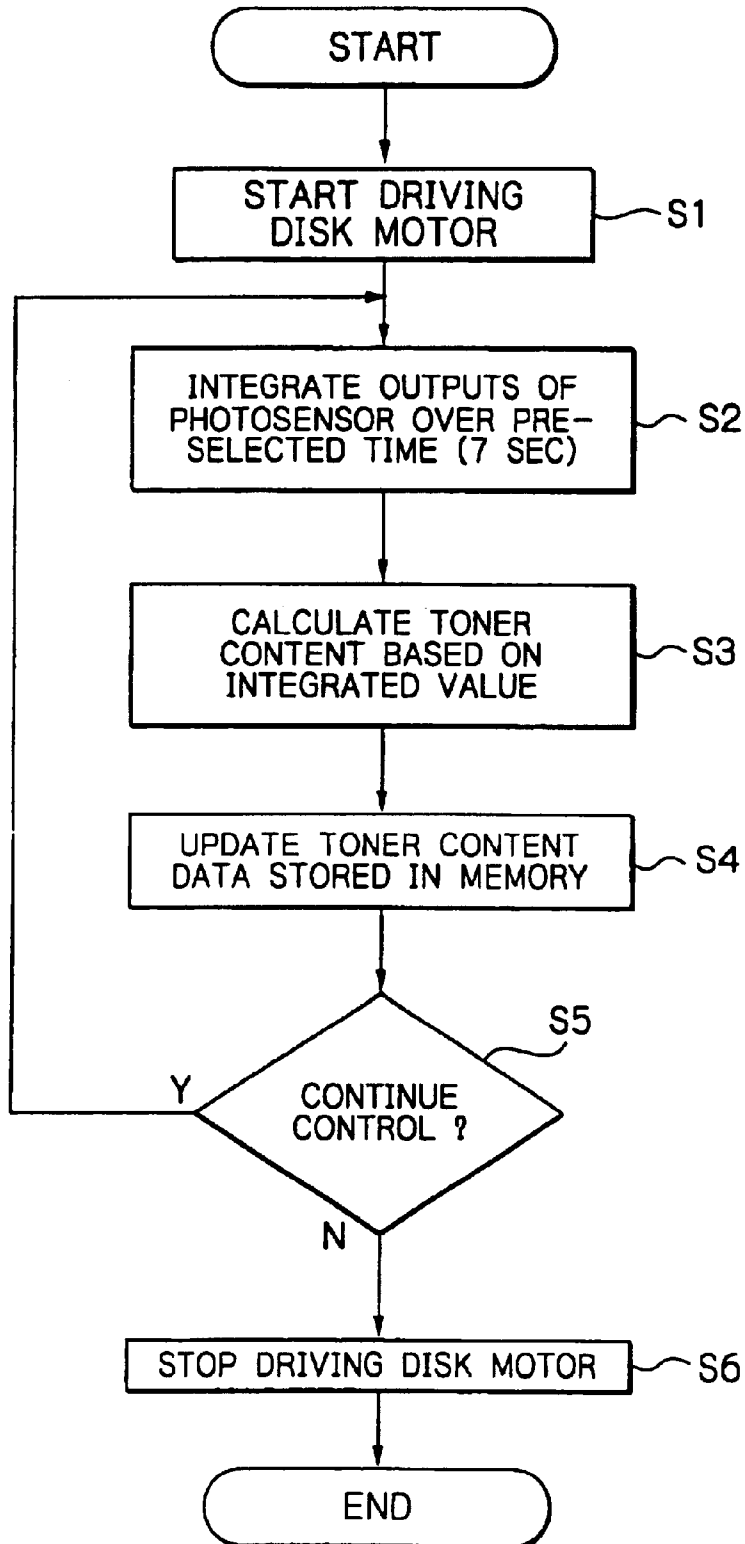 START
START DRIVING
DISK MOTOR
S1
INTEGRATE OUTPUTS OF
PHOTOSENSOR OVER PRE-
SELECTED TIME (7 SEC)
S2
CALCULATE TONER
CONTENT BASED ON
INTEGRATED VALUE
S3
UPDATE TONER CONTENT
DATA STORED IN MEMORY
S4
S5
Y
CONTINUE
CONTROL ?
N
STOP DRIVING DISK MOTOR
S6
END